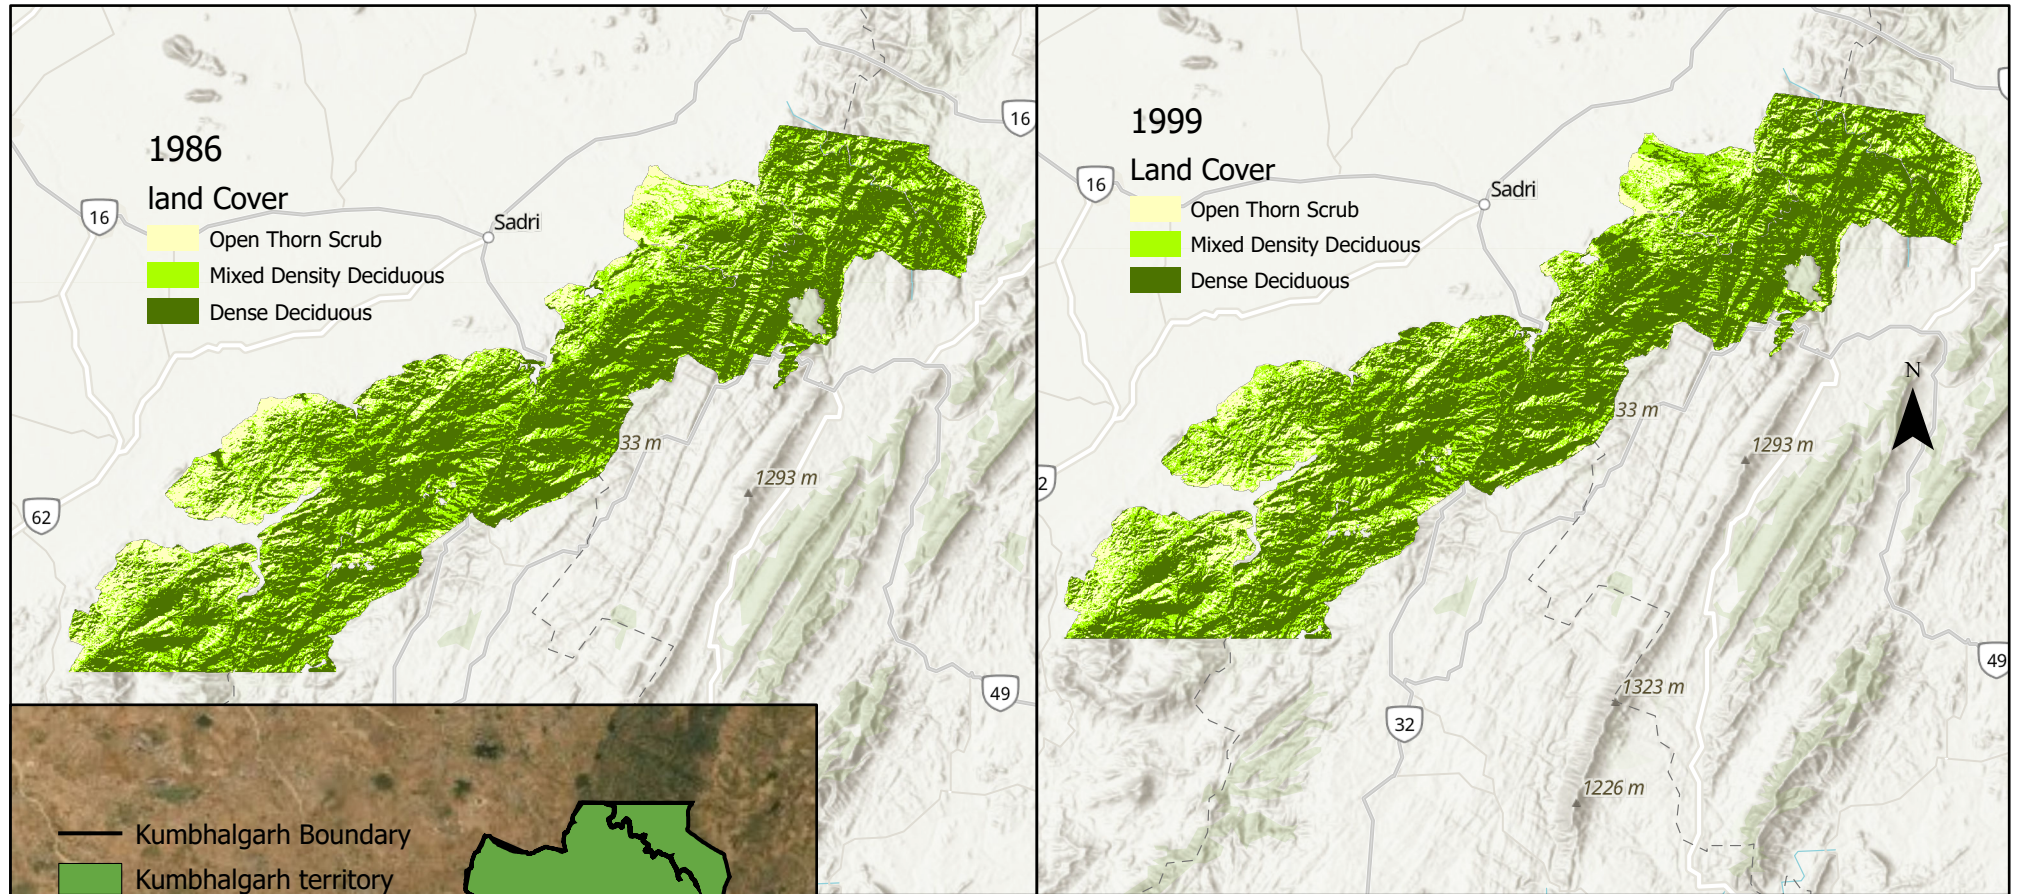 1986
land Cover
Open Thorn Scrub
Mixed Density Deciduous
Dense Deciduous
16
Sadri
16
62
33 m
1293 m
49
Kumbhalgarh Boundary
Kumbhalgarh territory
1999
Land Cover
Open Thorn Scrub
Mixed Density Deciduous
Dense Deciduous
16
Sadri
N
33 m
1293 m
2
49
1323 m
32
1226 m